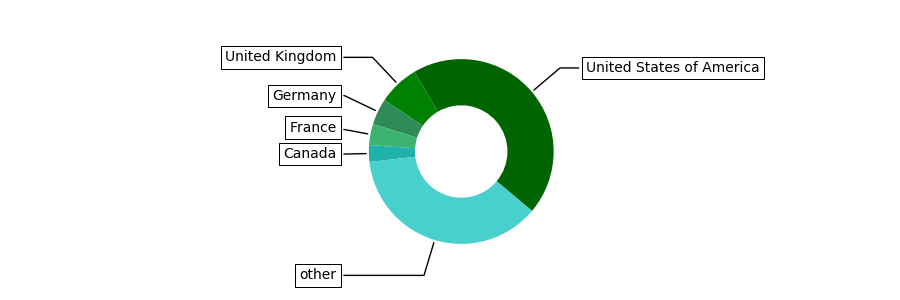 United Kingdom
United States of America
Germany
France
Canada
other